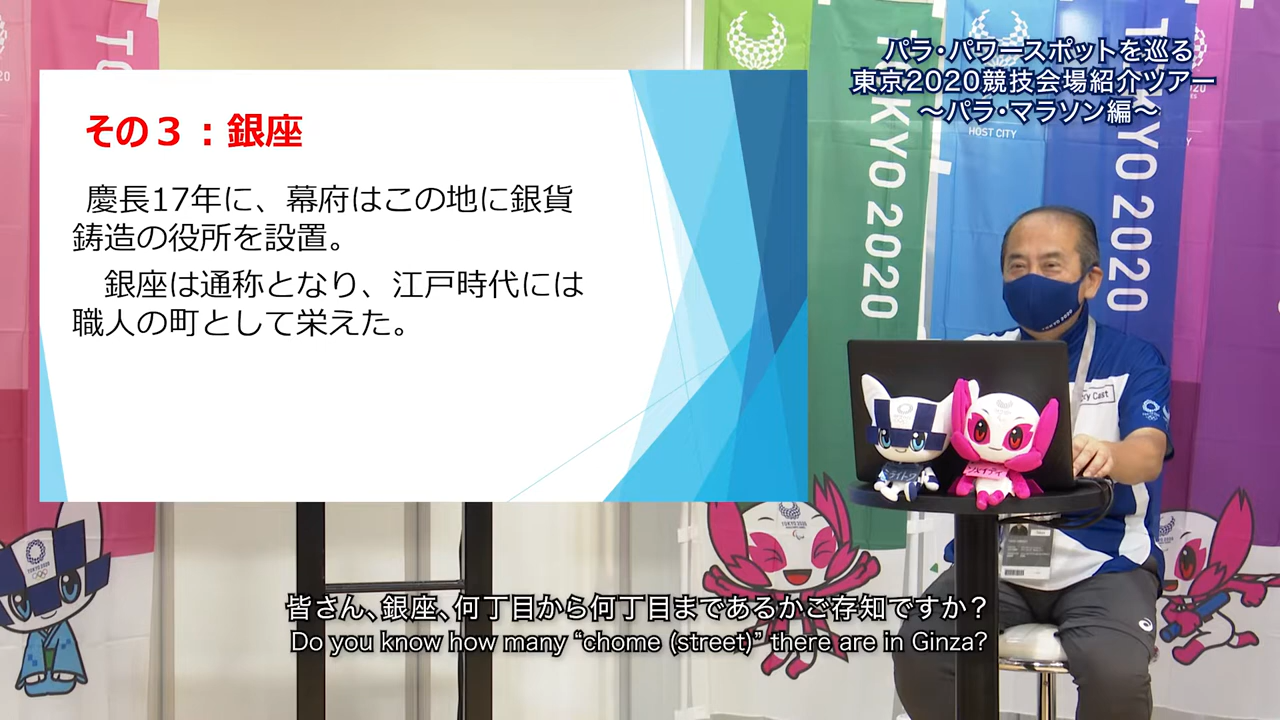 パラ・パワースポットを巡る
東京2020競技会場紹介ツアー
～パラ・マラソン編～
その３：銀座
慶長17年に、幕府はこの地に銀貨
鋳造の役所を設置。
銀座は通称となり、江戸時代には
職人の町として栄えた。
TOKYO 2020
HOST CITY
TOKYO 2020
皆さん、銀座、何丁目から何丁目まであるかご存知ですか？
Do you know how many “chome (street)” there are in Ginza?